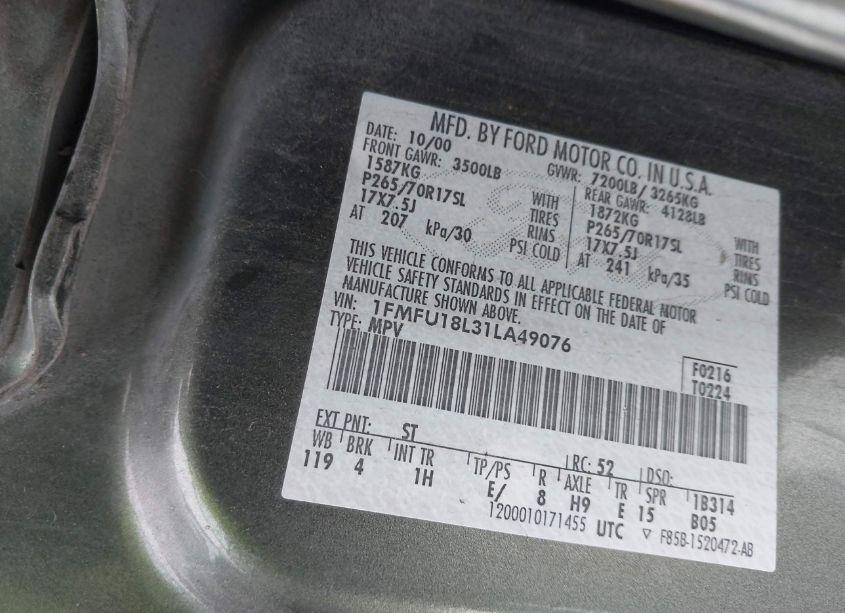 MFD. BY FORD MOTOR CO. IN U.S.A.
DATE: 10/00 GVWR: 7200LB/ 3265KG
FRONT GAWR: 3500LB REAR GAWR: 4128LB
1587KG WITH 1872KG WITH
P265/70R17SL TIRES P265/70R17SL TIRES
17X7.5J RIMS 17X7.5J RIMS
AT 207 kPa/30 PSI COLD AT 241 kPa/35 PSI COLD
THIS VEHICLE CONFORMS TO ALL APPLICABLE FEDERAL MOTOR
VEHICLE SAFETY STANDARDS IN EFFECT ON THE DATE OF
MANUFACTURE SHOWN ABOVE.
VIN: 1FMFU18L31LA49076
TYPE: MPV
F0216
T0224
EXT PNT: ST RC: 52 DSO:
WB BRK INT TR TP/PS R AXLE TR SPR 1B314
119 4 1H E/ 8 H9 E 15 B05
1200010171455 UTC ▽ F85B-1520472-AB